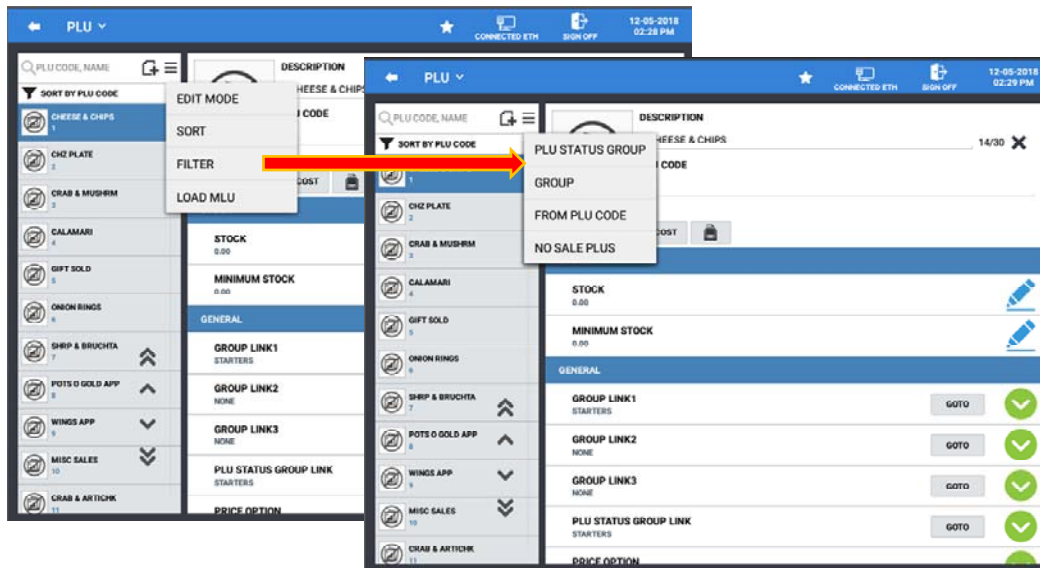 PLU
CONNECTED ETH
SIGN OFF
12-05-2018
02:28 PM
PLU CODE, NAME
SORT BY PLU CODE
CHEESE & CHIPS
1
CHZ PLATE
2
CRAB & MUSHRM
3
CALAMARI
4
GIFT SOLD
5
ONION RINGS
6
SHRP & BRUCHTA
7
POTS O GOLD APP
8
WINGS APP
9
MISC SALES
10
CRAB & ARTICHK
11
EDIT MODE
SORT
FILTER
LOAD MLU
DESCRIPTION
HEESE & CHIPS
CODE
COST
STOCK
0.00
MINIMUM STOCK
0.00
GENERAL
GROUP LINK1
STARTERS
GROUP LINK2
NONE
GROUP LINK3
NONE
PLU STATUS GROUP LINK
STARTERS
PRICE OPTION
PLU
CONNECTED ETH
SIGN OFF
12-05-2018
02:29 PM
PLU CODE, NAME
SORT BY PLU CODE
1
CHZ PLATE
2
CRAB & MUSHRM
3
CALAMARI
4
GIFT SOLD
5
ONION RINGS
6
SHRP & BRUCHTA
7
POTS O GOLD APP
8
WINGS APP
9
MISC SALES
10
CRAB & ARTICHK
11
PLU STATUS GROUP
GROUP
FROM PLU CODE
NO SALE PLUS
DESCRIPTION
HEESE & CHIPS
14/30
CODE
COST
STOCK
0.00
MINIMUM STOCK
0.00
GENERAL
GROUP LINK1
STARTERS
GOTO
GROUP LINK2
NONE
GOTO
GROUP LINK3
NONE
GOTO
PLU STATUS GROUP LINK
STARTERS
GOTO
PRICE OPTION